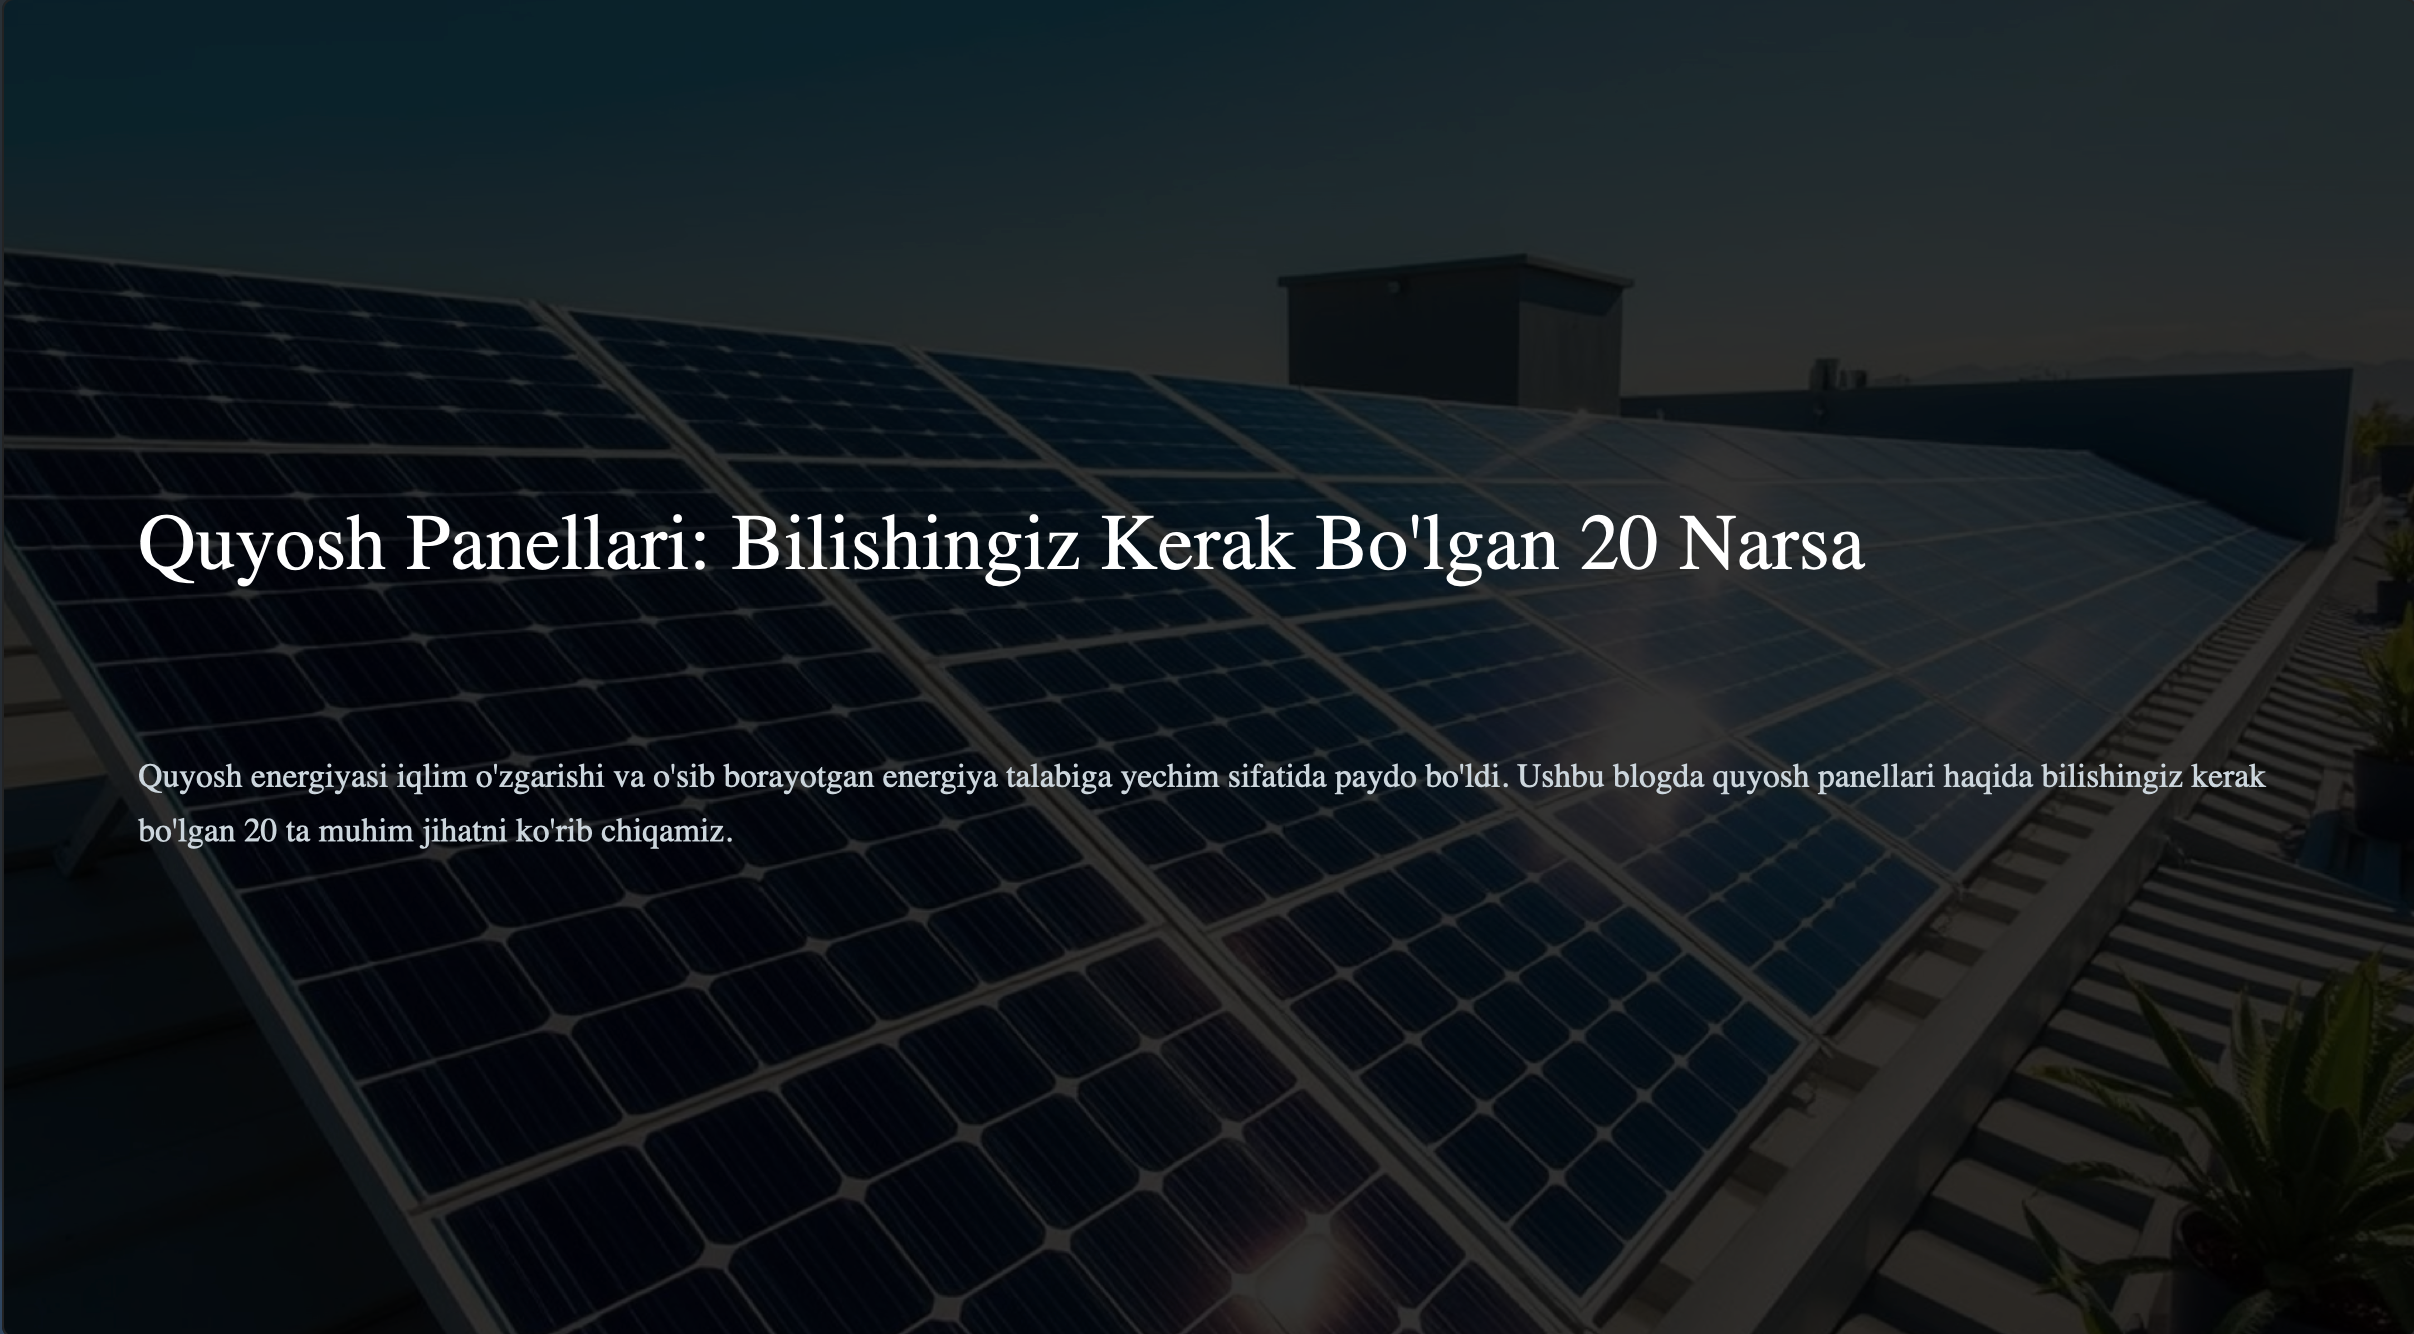 Quyosh Panellari: Bilishingiz Kerak Bo'lgan 20 Narsa
Quyosh energiyasi iqlim o'zgarishi va o'sib borayotgan energiya talabiga yechim sifatida paydo bo'ldi. Ushbu blogda quyosh panellari haqida bilishingiz kerak
bo'lgan 20 ta muhim jihatni ko'rib chiqamiz.